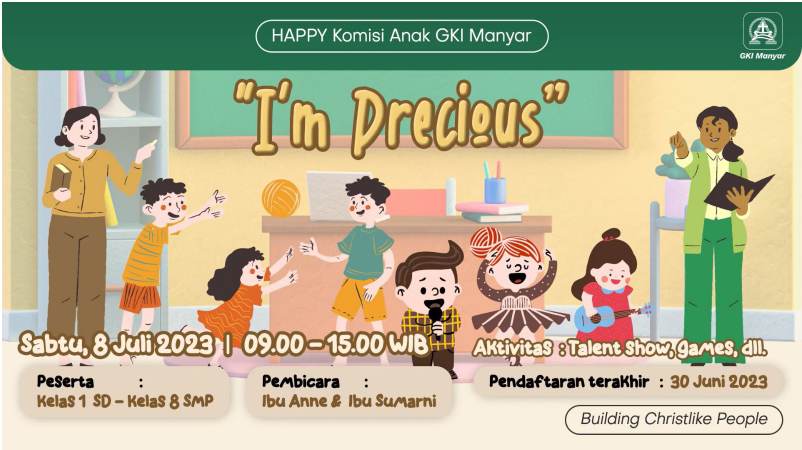 HAPPY Komisi Anak GKI Manyar
GKI Manyar
"I'm Precious"
Sabtu, 8 Juli 2023 | 09.00 - 15.00 WIB
Aktivitas : Talent show, games, dll.
Peserta :
Kelas 1 SD - Kelas 8 SMP
Pembicara :
Ibu Anne & Ibu Sumarni
Pendaftaran terakhir : 30 Juni 2023
Building Christlike People